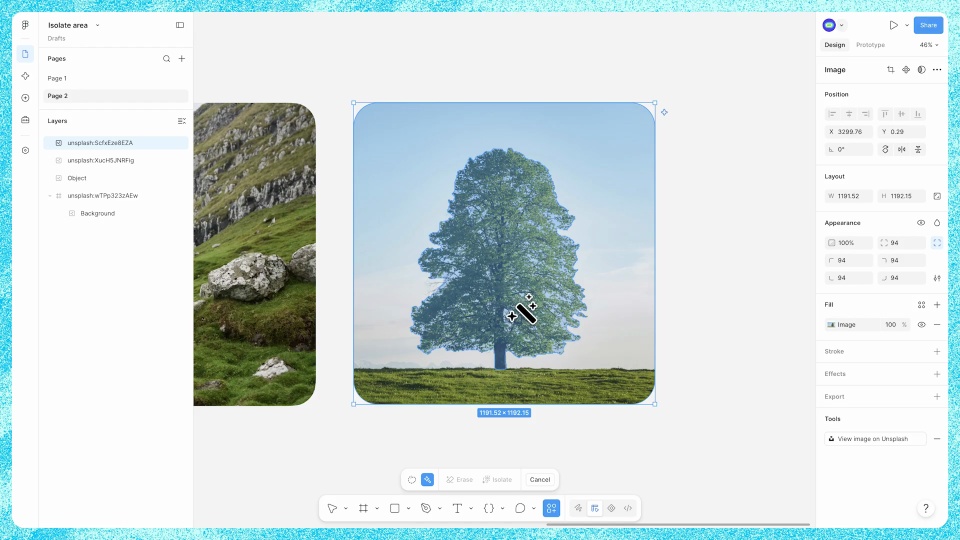 Isolate area
Drafts
Pages
Page 1
Page 2
Layers
unsplash:ScfxEze8EZA
unsplash:XucH5JNRFig
Object
unsplash:wTPp323zAEw
Background
1191.52 × 1192.15
Erase
Isolate
Cancel
Share
Design
Prototype
46%
Image
Position
X 3299.76
Y 0.29
0°
Layout
W 1191.52
H 1192.15
Appearance
100%
94
94
94
94
94
Fill
Image
100 %
Stroke
Effects
Export
Tools
View image on Unsplash
?